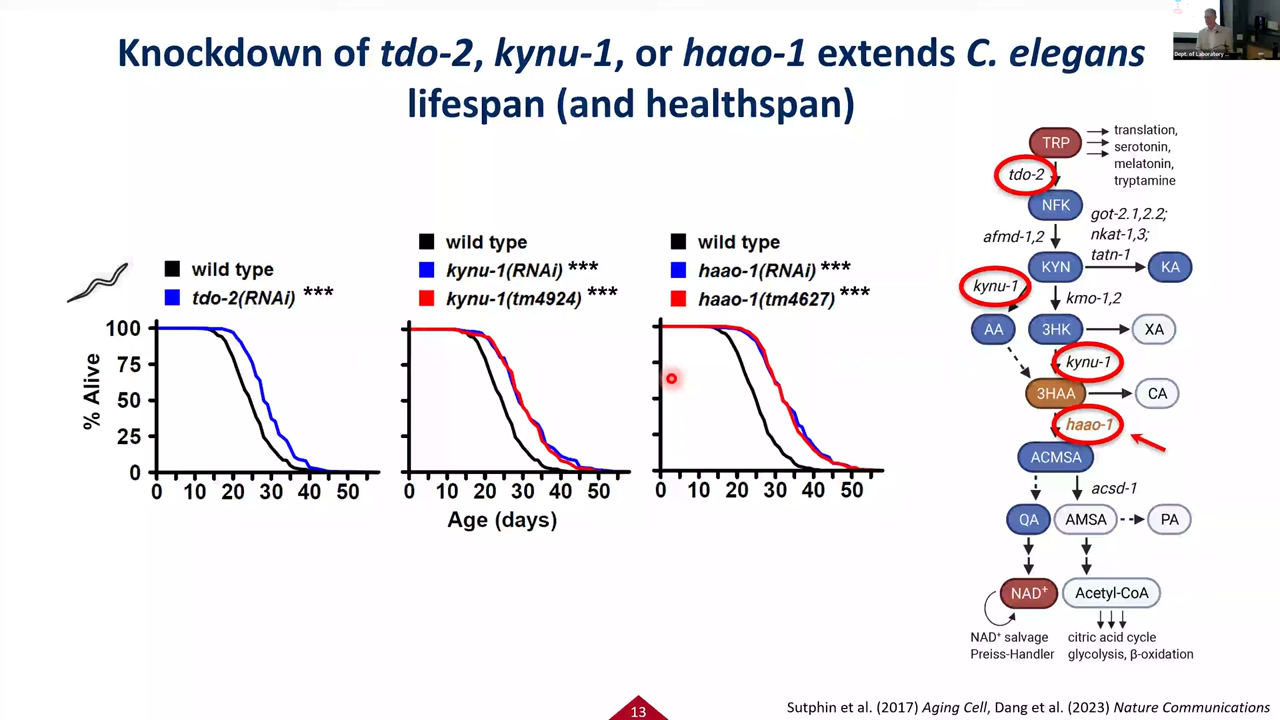 Knockdown of tdo-2, kynu-1, or haao-1 extends C. elegans
lifespan (and healthspan)
Dept. of Laboratory ...
wild type
tdo-2(RNAi) ***
wild type
kynu-1(RNAi) ***
kynu-1(tm4924) ***
wild type
haao-1(RNAi) ***
haao-1(tm4627) ***
% Alive
100
75
50
25
0
0 10 20 30 40 50
0 10 20 30 40 50
0 10 20 30 40 50
Age (days)
TRP
translation,
serotonin,
melatonin,
tryptamine
tdo-2
NFK
got-2.1,2.2;
nkat-1,3;
tatn-1
afmd-1,2
KYN
KA
kynu-1
kmo-1,2
AA
3HK
XA
kynu-1
3HAA
CA
haao-1
ACMSA
acsd-1
QA
AMSA
PA
NAD+
Acetyl-CoA
NAD+ salvage
Preiss-Handler
citric acid cycle
glycolysis, β-oxidation
13
Sutphin et al. (2017) Aging Cell, Dang et al. (2023) Nature Communications